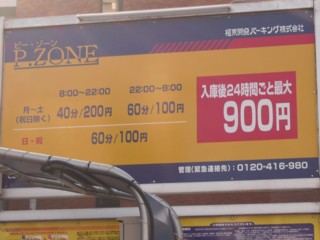 福岡開発パーキング株式会社
ピー・ゾーン
P.ZONE
8:00〜22:00 22:00〜8:00
月〜土 40分/200円 60分/100円
(祝日除く)
日・祝 60分/100円
入庫後24時間ごと最大
900円
管理(緊急連絡先): 0120-416-980